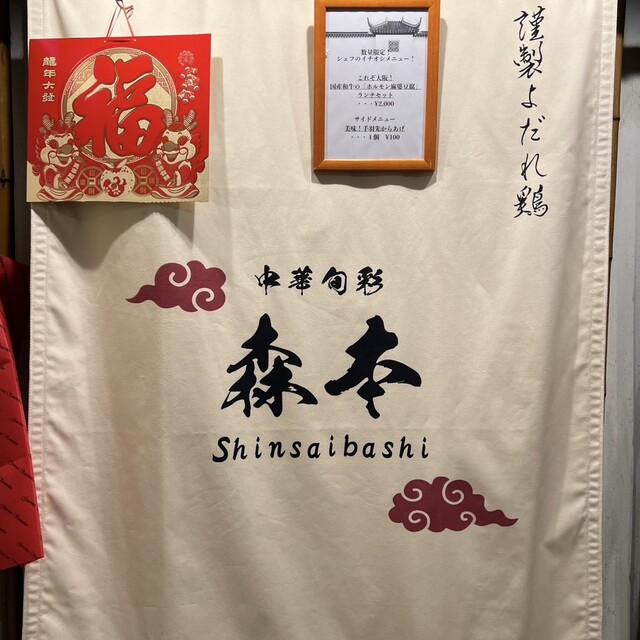 龍年大發
福
数量限定!
シェフのイチオシメニュー!
これぞ大阪!
国産和牛の「ホルモン麻婆豆腐」
ランチセット
・・・¥2,000
サイドメニュー
美味!手羽先からあげ
・・・1個 ¥100
謹製よだれ鶏
中華旬彩
森本
Shinsaibashi